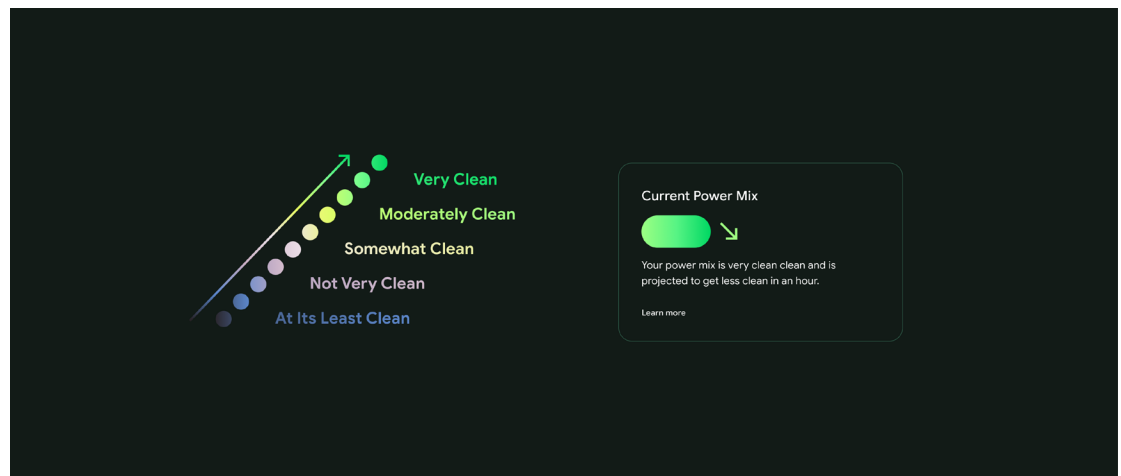 Very Clean
Moderately Clean
Somewhat Clean
Not Very Clean
At Its Least Clean
Current Power Mix
Your power mix is very clean clean and is
projected to get less clean in an hour.
Learn more